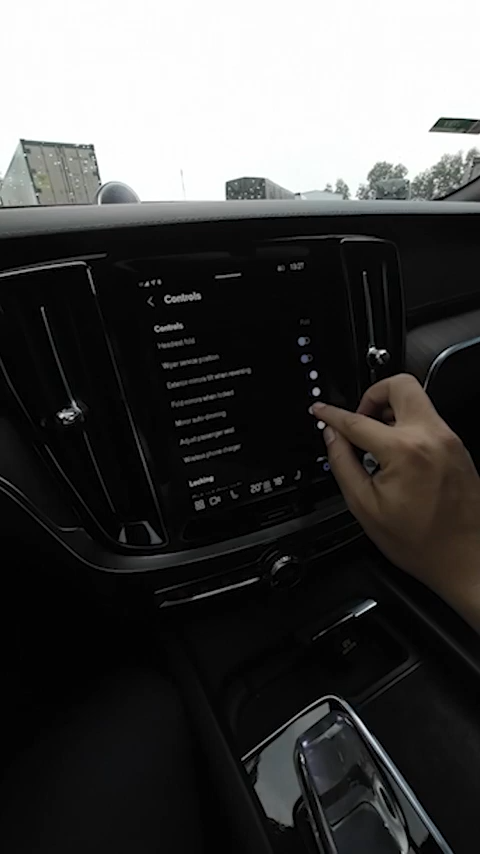 13:27
Controls
Controls
Headrest fold
Wiper service position
Exterior mirrors tilt when reversing
Fold mirrors when locked
Mirror auto-dimming
Adjust passenger seat
Wireless phone charger
Locking
20° 18°